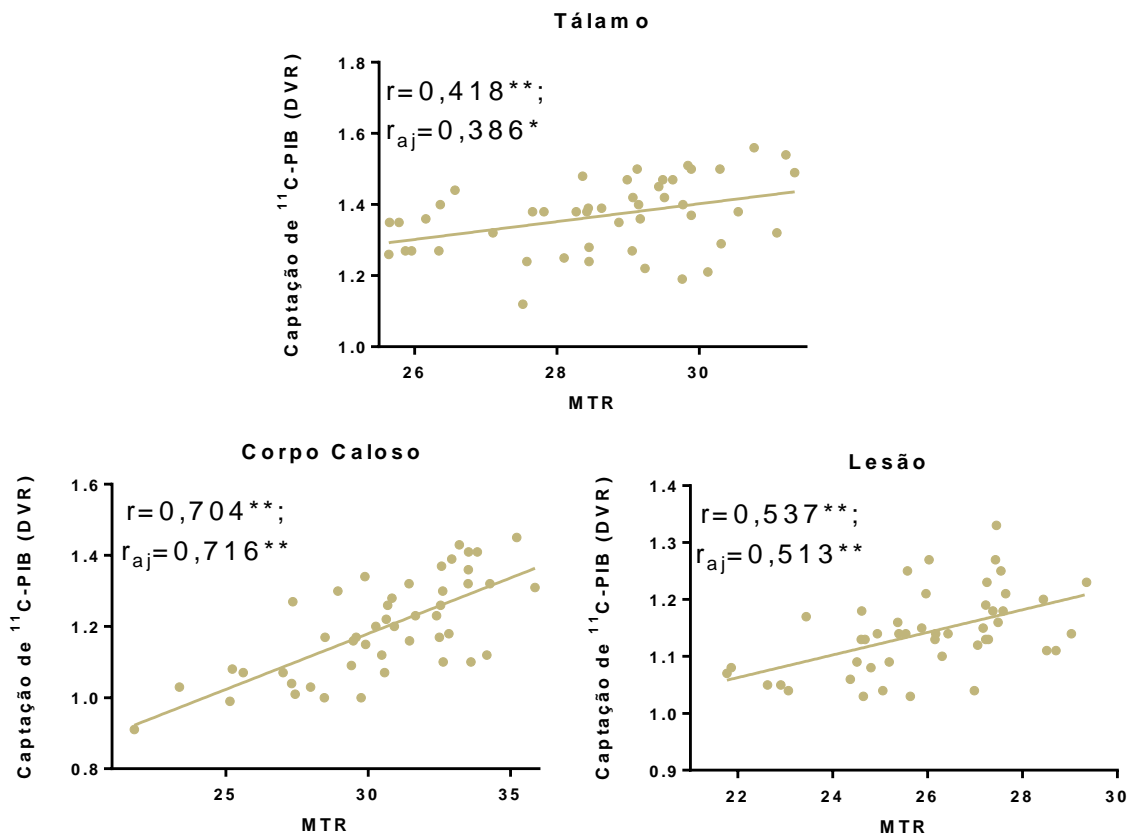 Tálamo
Captação de ¹¹C-PIB (DVR)
1.8
1.6
1.4
1.2
1.0
r=0,418**;
r_aj=0,386*
26 28 30
MTR
Corpo Caloso
Captação de ¹¹C-PIB (DVR)
1.6
1.4
1.2
1.0
0.8
r=0,704**;
r_aj=0,716**
25 30 35
MTR
Lesão
Captação de ¹¹C-PIB (DVR)
1.4
1.3
1.2
1.1
1.0
0.9
r=0,537**;
r_aj=0,513**
22 24 26 28 30
MTR